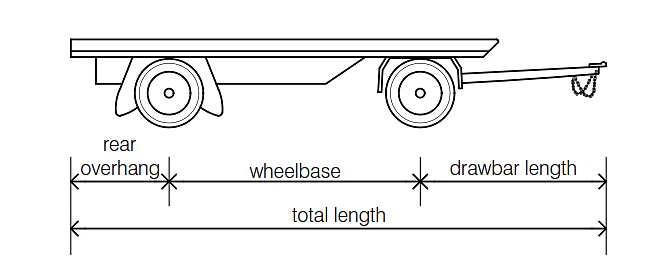 rear
overhang
wheelbase
drawbar length
total length